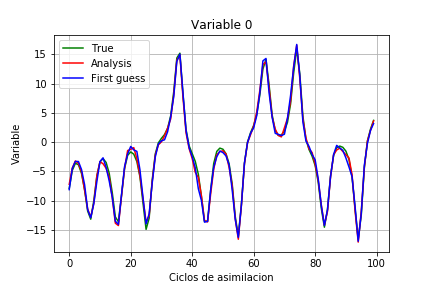 Variable 0
True
Analysis
First guess
Variable
15
10
5
0
−5
−10
−15
0
20
40
60
80
100
Ciclos de asimilacion